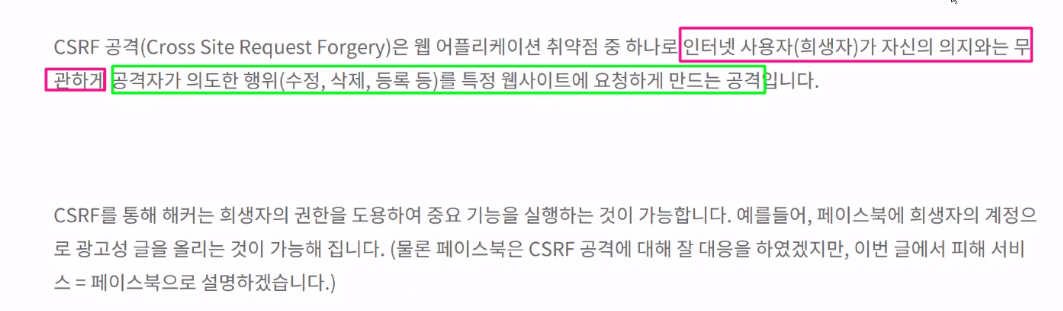 CSRF 공격(Cross Site Request Forgery)은 웹 어플리케이션 취약점 중 하나로 인터넷 사용자(희생자)가 자신의 의지와는 무
관하게 공격자가 의도한 행위(수정, 삭제, 등록 등)를 특정 웹사이트에 요청하게 만드는 공격입니다.
CSRF를 통해 해커는 희생자의 권한을 도용하여 중요 기능을 실행하는 것이 가능합니다. 예를들어, 페이스북에 희생자의 계정으
로 광고성 글을 올리는 것이 가능해 집니다. (물론 페이스북은 CSRF 공격에 대해 잘 대응을 하였겠지만, 이번 글에서 피해 서비
스 = 페이스북으로 설명하겠습니다.)